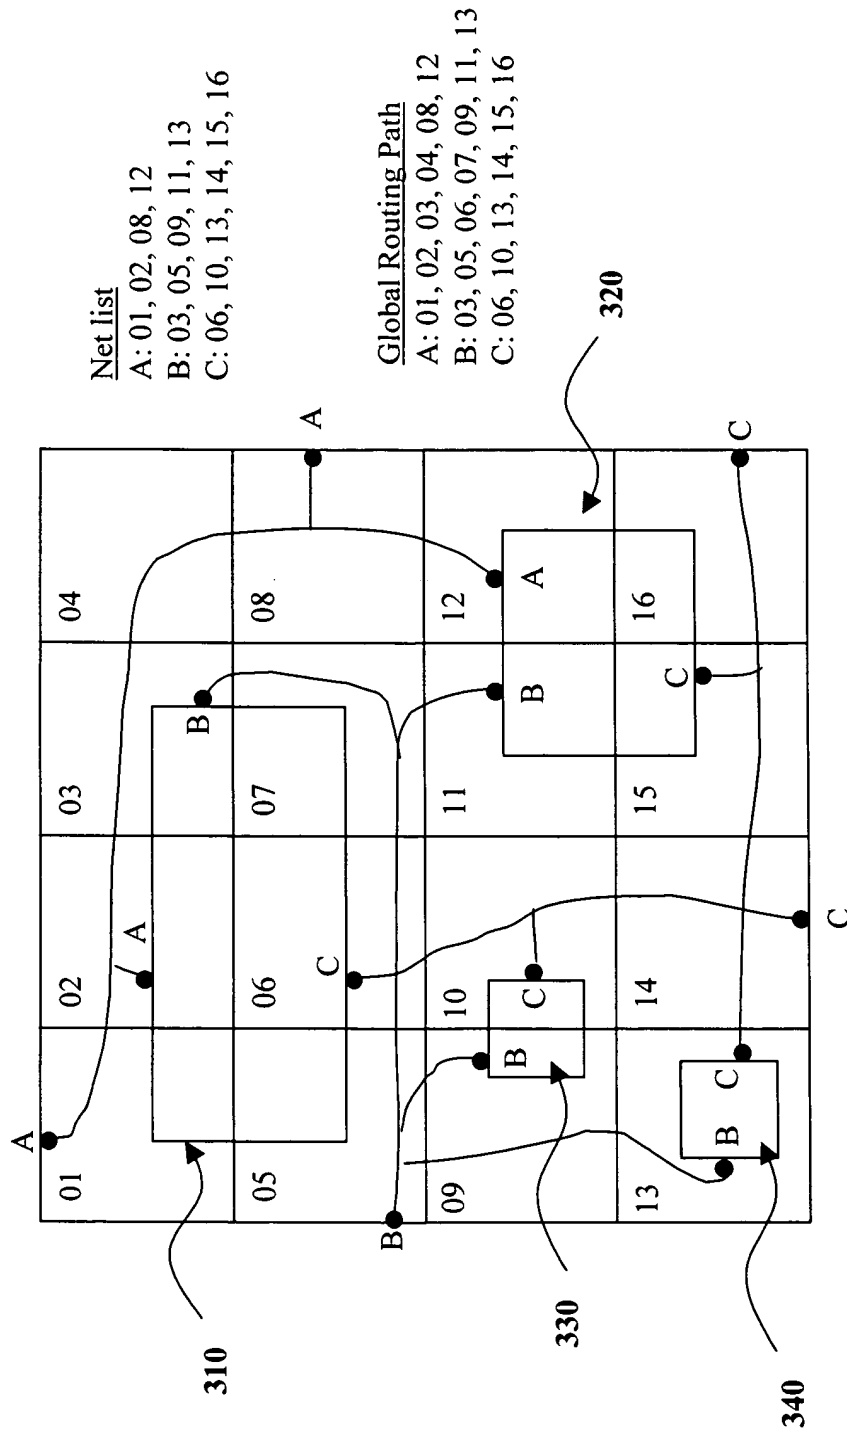 A
01 02 03 04
A
B
310
05 06 07 08
A
C
B
09 10 11 12
B C B A
330
320
13 14 15 16
C
B C
C
340
C
Net list
A: 01, 02, 08, 12
B: 03, 05, 09, 11, 13
C: 06, 10, 13, 14, 15, 16
Global Routing Path
A: 01, 02, 03, 04, 08, 12
B: 03, 05, 06, 07, 09, 11, 13
C: 06, 10, 13, 14, 15, 16